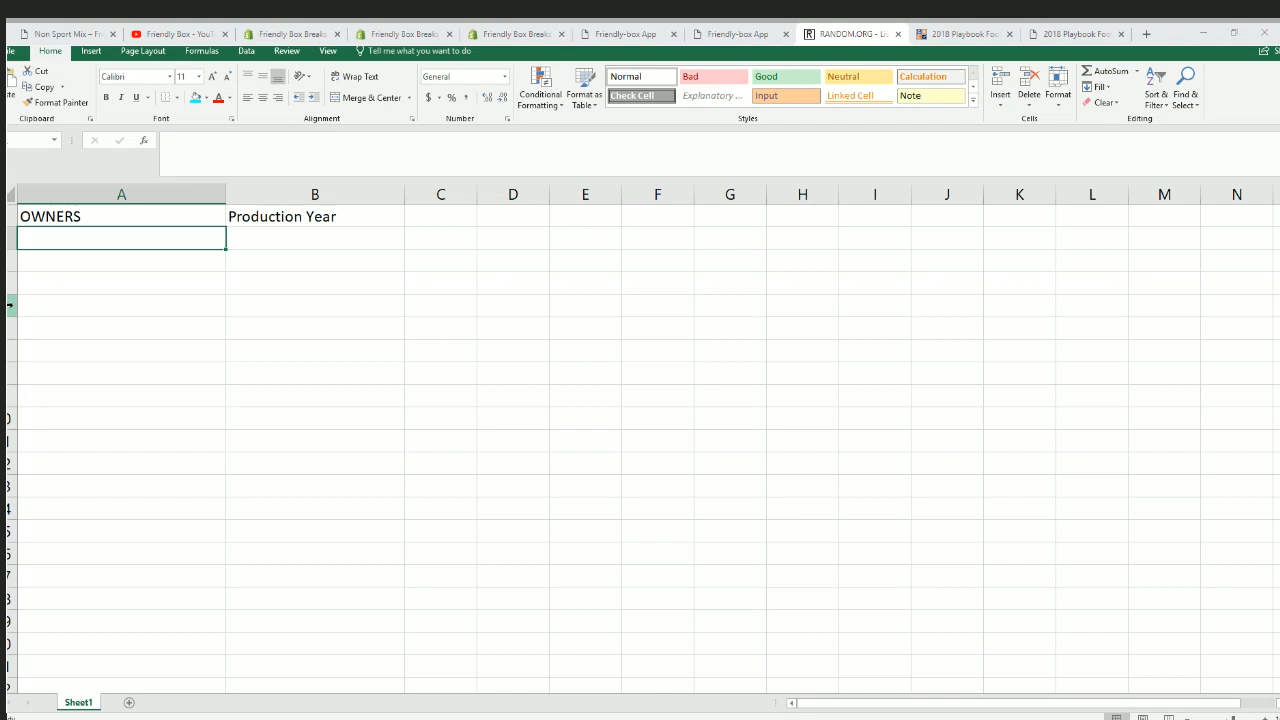 Non Sport Mix – F
Friendly Box - YouT
Friendly Box Breaks
Friendly Box Breaks
Friendly Box Breaks
Friendly-box App
Friendly-box App
RANDOM.ORG - Li
2018 Playbook Foo
2018 Playbook Foo
ile Home Insert Page Layout Formulas Data Review View Tell me what you want to do
Cut
Copy
Format Painter
Clipboard
Calibri 11 A A
B I U A
Font
Wrap Text
Merge & Center
Alignment
General
$ % ,
Number
Conditional Formatting
Format as Table
Normal Bad Good Neutral Calculation
Check Cell Explanatory ... Input Linked Cell Note
Styles
Insert Delete Format
Cells
AutoSum
Fill
Clear
Sort & Filter
Find & Select
Editing
fx
A B C D E F G H I J K L M N
OWNERS Production Year
Sheet1